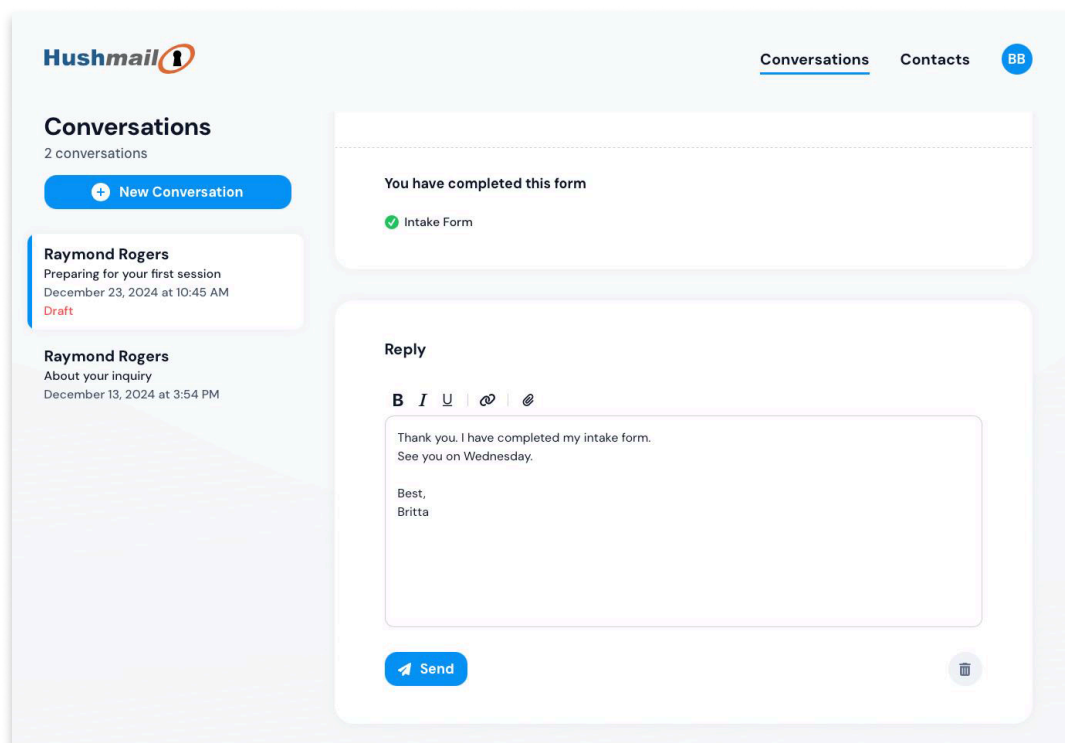 Hushmail
Conversations
Contacts
BB
Conversations
2 conversations
New Conversation
Raymond Rogers
Preparing for your first session
December 23, 2024 at 10:45 AM
Draft
Raymond Rogers
About your inquiry
December 13, 2024 at 3:54 PM
You have completed this form
Intake Form
Reply
B I U
Thank you. I have completed my intake form.
See you on Wednesday.
Best,
Britta
Send